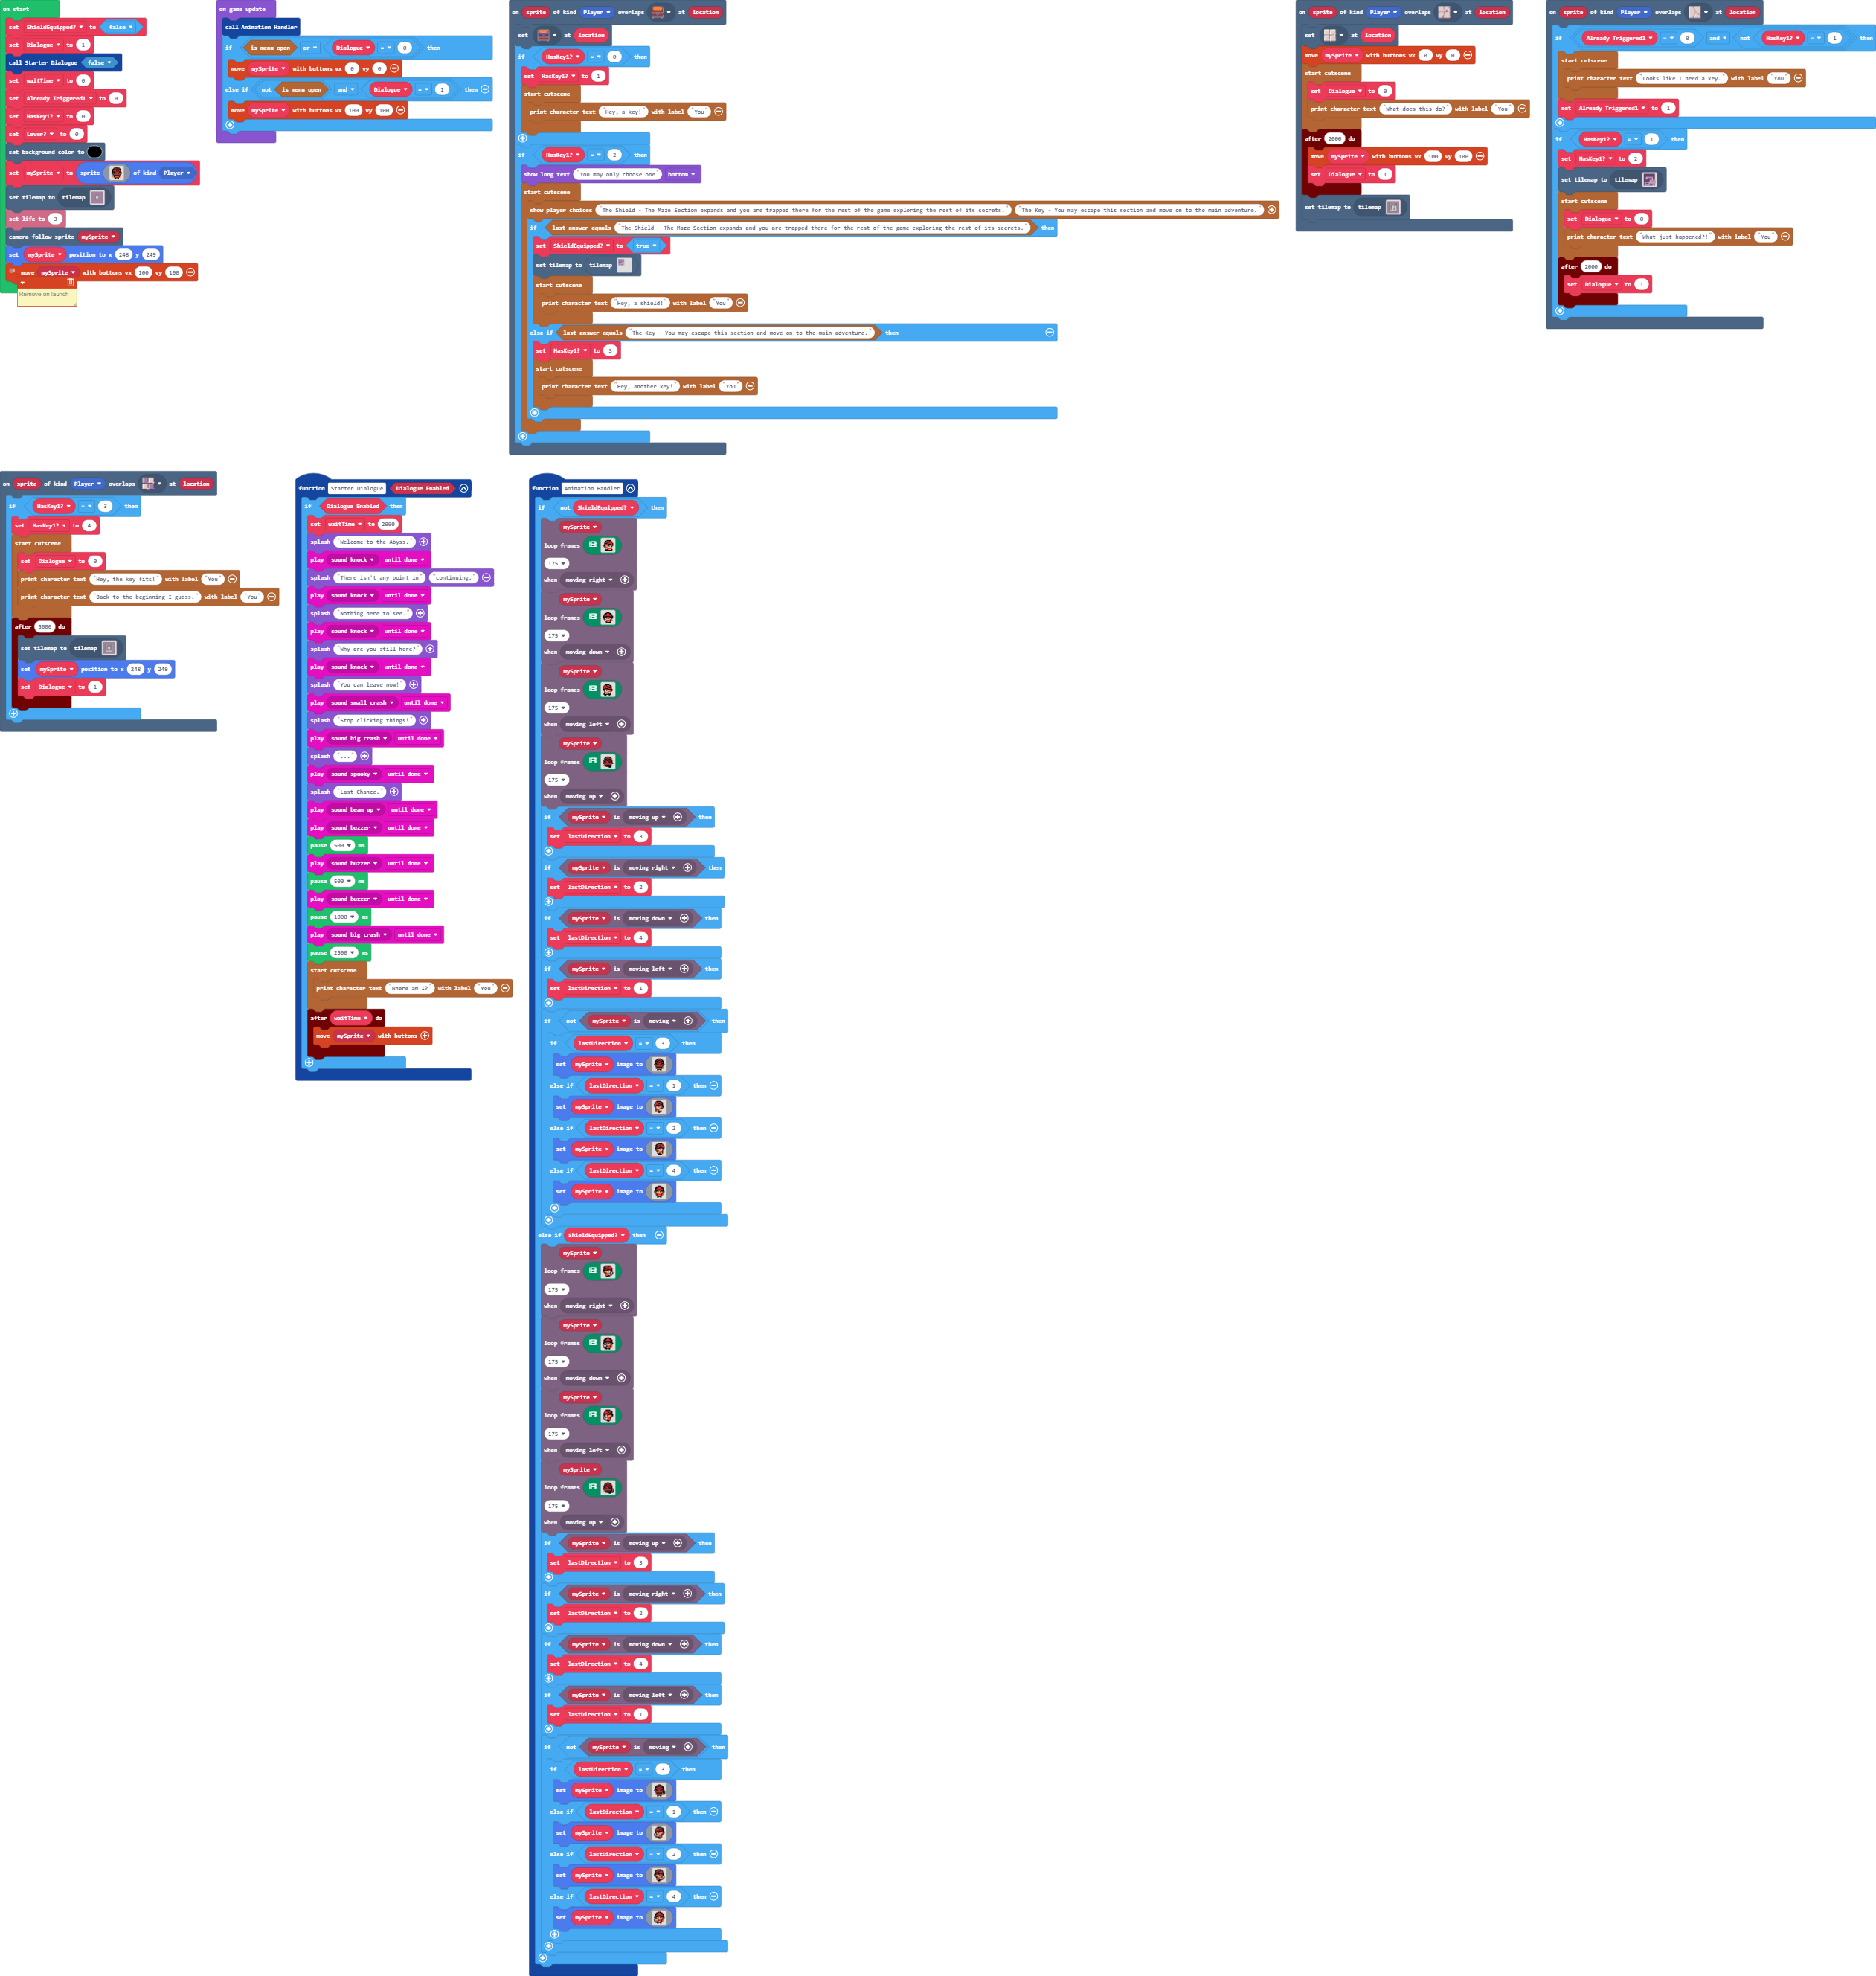 on start
set ShieldEquipped? to false
set Dialogue to 1
call Starter Dialogue false
set waitTime to 0
set Already Triggered1 to 0
set HasKey1? to 0
set Lever? to 0
set background color to
set mySprite to sprite of kind Player
set tilemap to tilemap
set life to 3
camera follow sprite mySprite
set mySprite position to x 248 y 249
move mySprite with buttons vx 100 vy 100
Remove on launch
on game update
call Animation Handler
if is menu open or Dialogue = 0 then
move mySprite with buttons vx 0 vy 0
else if not is menu open and Dialogue = 1 then
move mySprite with buttons vx 100 vy 100
on sprite of kind Player overlaps at location
set at location
if HasKey1? = 0 then
set HasKey1? to 1
start cutscene
print character text "Hey, a key!" with label "You"
if HasKey1? = 2 then
show long text "You may only choose one" bottom
start cutscene
show player choices "The Shield - The Maze Section expands and you are trapped there for the rest of the game exploring the rest of its secrets." "The Key - You may escape this section and move on to the main adventure."
if last answer equals "The Shield - The Maze Section expands and you are trapped there for the rest of the game exploring the rest of its secrets." then
set ShieldEquipped? to true
set tilemap to tilemap
start cutscene
print character text "Hey, a shield!" with label "You"
else if last answer equals "The Key - You may escape this section and move on to the main adventure." then
set HasKey1? to 3
start cutscene
print character text "Hey, another key!" with label "You"
on sprite of kind Player overlaps at location
set at location
move mySprite with buttons vx 0 vy 0
start cutscene
set Dialogue to 0
print character text "What does this do?" with label "You"
after 2000 do
move mySprite with buttons vx 100 vy 100
set Dialogue to 1
set tilemap to tilemap
on sprite of kind Player overlaps at location
if Already Triggered1 = 0 and not HasKey1? = 1 then
start cutscene
print character text "Looks like I need a key." with label "You"
set Already Triggered1 to 1
if HasKey1? = 1 then
set HasKey1? to 2
set tilemap to tilemap
start cutscene
set Dialogue to 0
print character text "What just happened?!" with label "You"
after 2000 do
set Dialogue to 1
on sprite of kind Player overlaps at location
if HasKey1? = 3 then
set HasKey1? to 4
start cutscene
set Dialogue to 0
print character text "Hey, the key fits!" with label "You"
print character text "Back to the beginning I guess." with label "You"
after 5000 do
set tilemap to tilemap
set mySprite position to x 248 y 249
set Dialogue to 1
function Starter Dialogue Dialogue Enabled
if Dialogue Enabled then
set waitTime to 2000
splash "Welcome to the Abyss."
play sound knock until done
splash "There isn't any point in" "continuing."
play sound knock until done
splash "Nothing here to see."
play sound knock until done
splash "Why are you still here?"
play sound knock until done
splash "You can leave now!"
play sound small crash until done
splash "Stop clicking things!"
play sound big crash until done
splash "..."
play sound spooky until done
splash "Last Chance."
play sound beam up until done
play sound buzzer until done
pause 500 ms
play sound buzzer until done
pause 500 ms
play sound buzzer until done
pause 1000 ms
play sound big crash until done
pause 2500 ms
start cutscene
print character text "Where am I?" with label "You"
after waitTime do
move mySprite with buttons
function Animation Handler
if not ShieldEquipped? then
mySprite
loop frames
175
when moving right
mySprite
loop frames
175
when moving down
mySprite
loop frames
175
when moving left
mySprite
loop frames
175
when moving up
if mySprite is moving up then
set lastDirection to 3
if mySprite is moving right then
set lastDirection to 2
if mySprite is moving down then
set lastDirection to 4
if mySprite is moving left then
set lastDirection to 1
if not mySprite is moving then
if lastDirection = 3 then
set mySprite image to
else if lastDirection = 1 then
set mySprite image to
else if lastDirection = 2 then
set mySprite image to
else if lastDirection = 4 then
set mySprite image to
else if ShieldEquipped? then
mySprite
loop frames
175
when moving right
mySprite
loop frames
175
when moving down
mySprite
loop frames
175
when moving left
mySprite
loop frames
175
when moving up
if mySprite is moving up then
set lastDirection to 3
if mySprite is moving right then
set lastDirection to 2
if mySprite is moving down then
set lastDirection to 4
if mySprite is moving left then
set lastDirection to 1
if not mySprite is moving then
if lastDirection = 3 then
set mySprite image to
else if lastDirection = 1 then
set mySprite image to
else if lastDirection = 2 then
set mySprite image to
else if lastDirection = 4 then
set mySprite image to